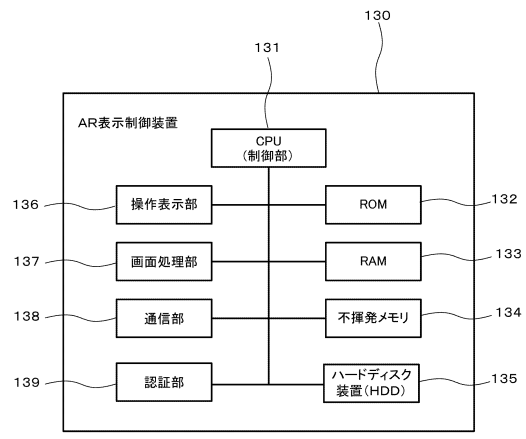 130
131
AR表示制御装置
CPU
(制御部)
136
操作表示部
ROM
132
137
画面処理部
RAM
133
138
通信部
不揮発メモリ
134
139
認証部
ハードディスク
装置(HDD)
135